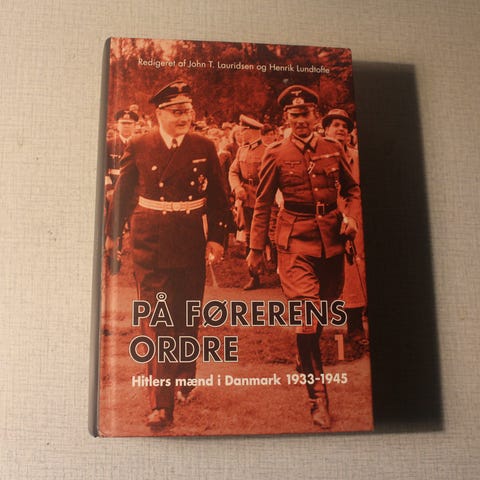 Redigeret af John T. Lauridsen og Henrik Lundtofte
PÅ FØRERENS
ORDRE 1
Hitlers mænd i Danmark 1933-1945